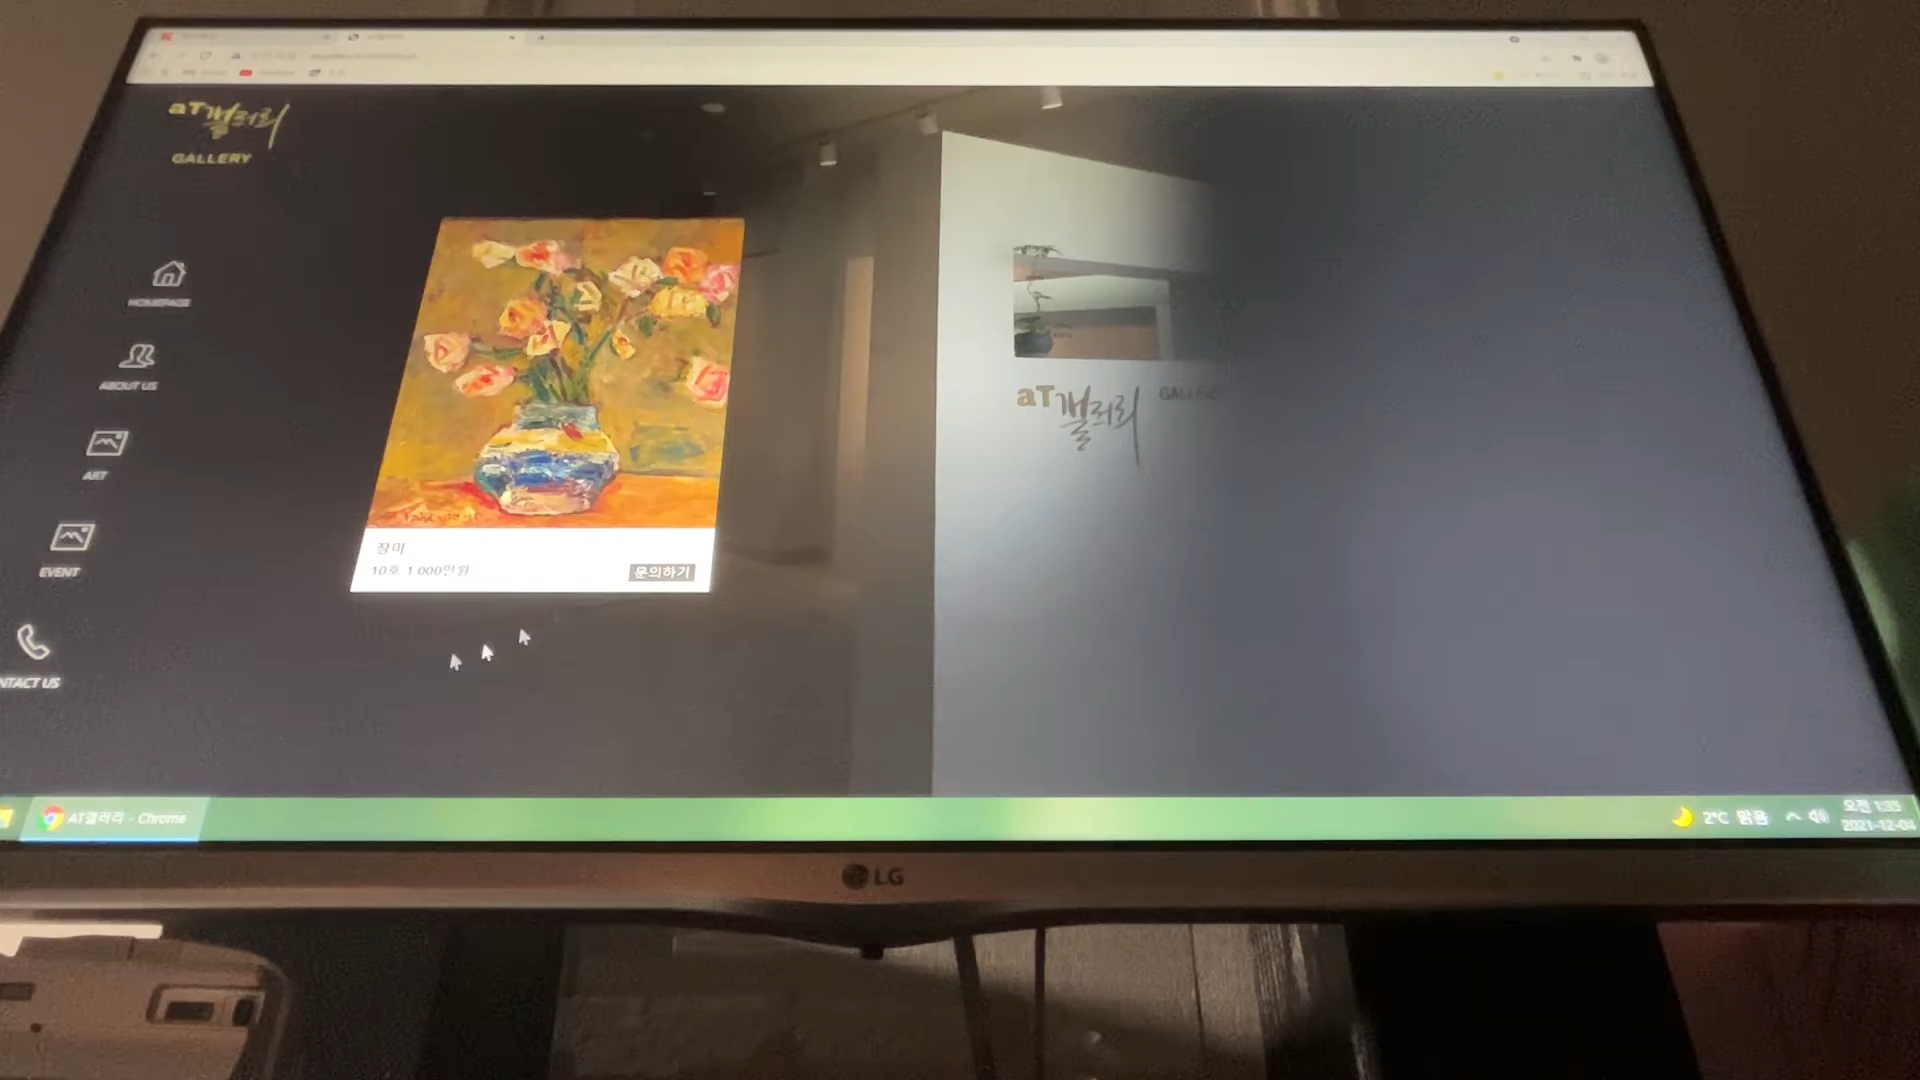 aT갤러리
GALLERY
HOMEPAGE
ABOUT US
ART
EVENT
NTACT US
장미
10호 1,000만원
문의하기
aT갤러리
AT갤러리 - Chrome
2°C 맑음
오전 1:35
2021-12-04
LG